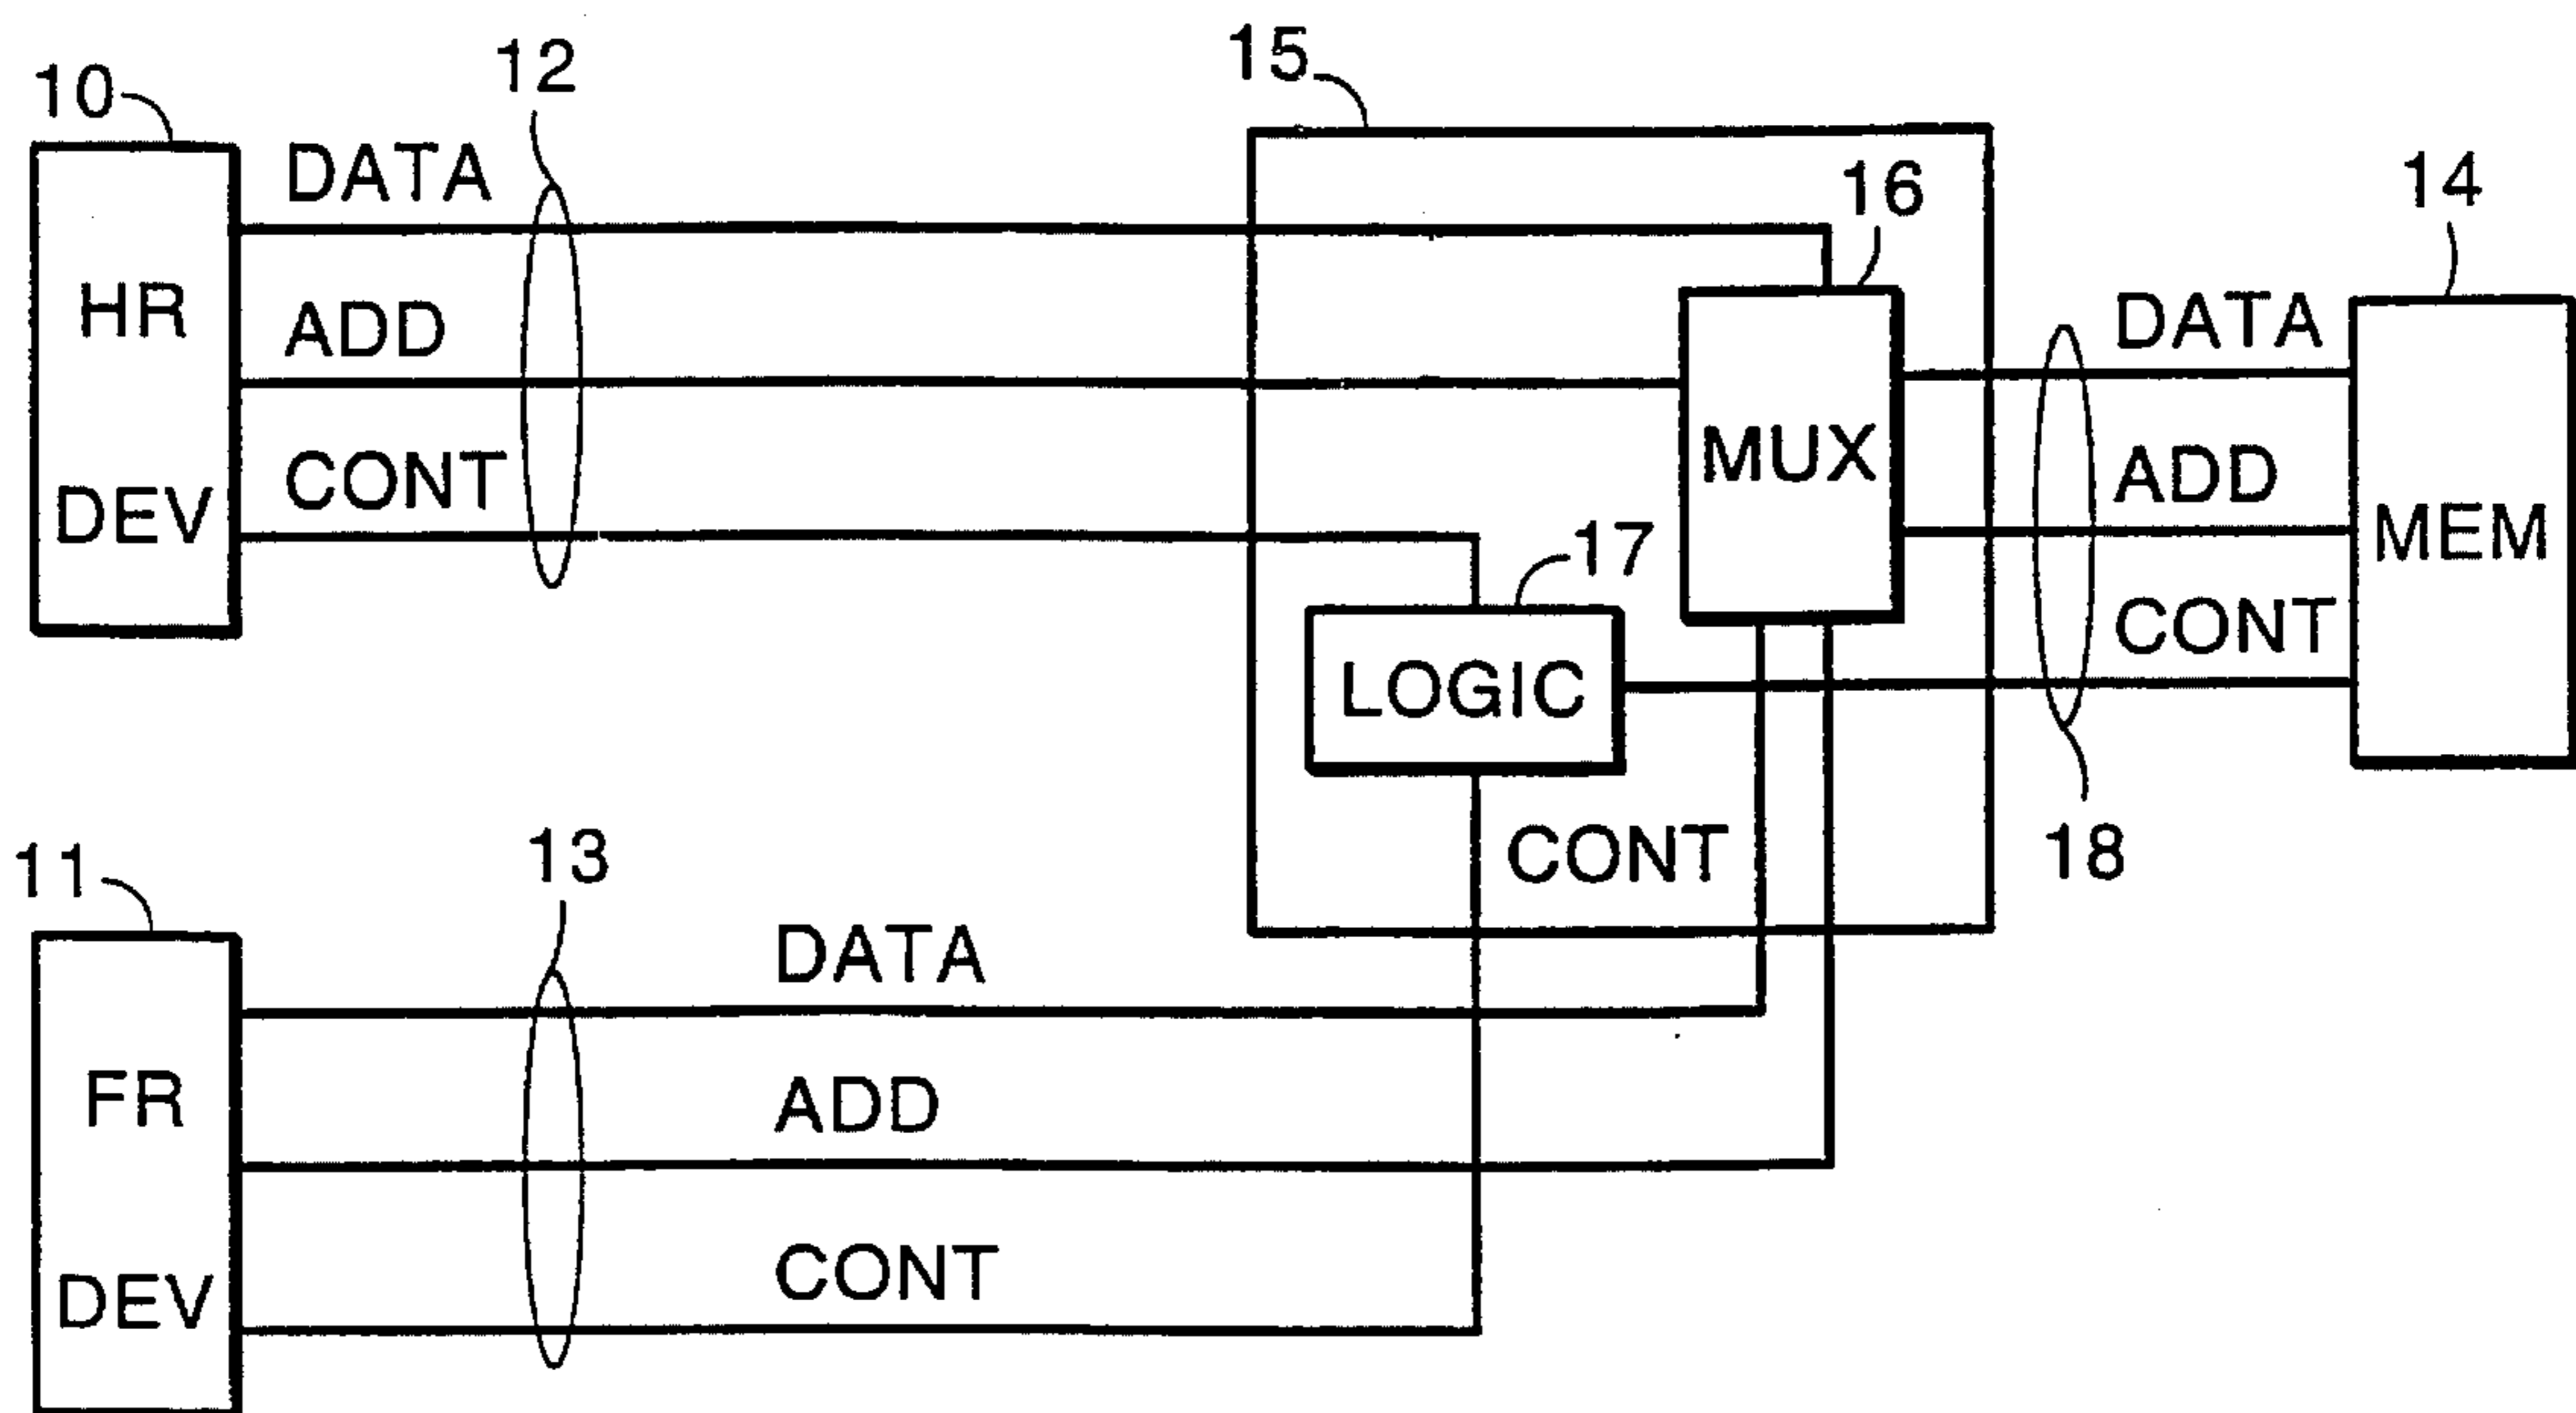 10
12
15
DATA
16
14
HR
ADD
DATA
DEV
CONT
MUX
ADD
MEM
17
CONT
LOGIC
CONT
18
11
13
DATA
FR
ADD
DEV
CONT